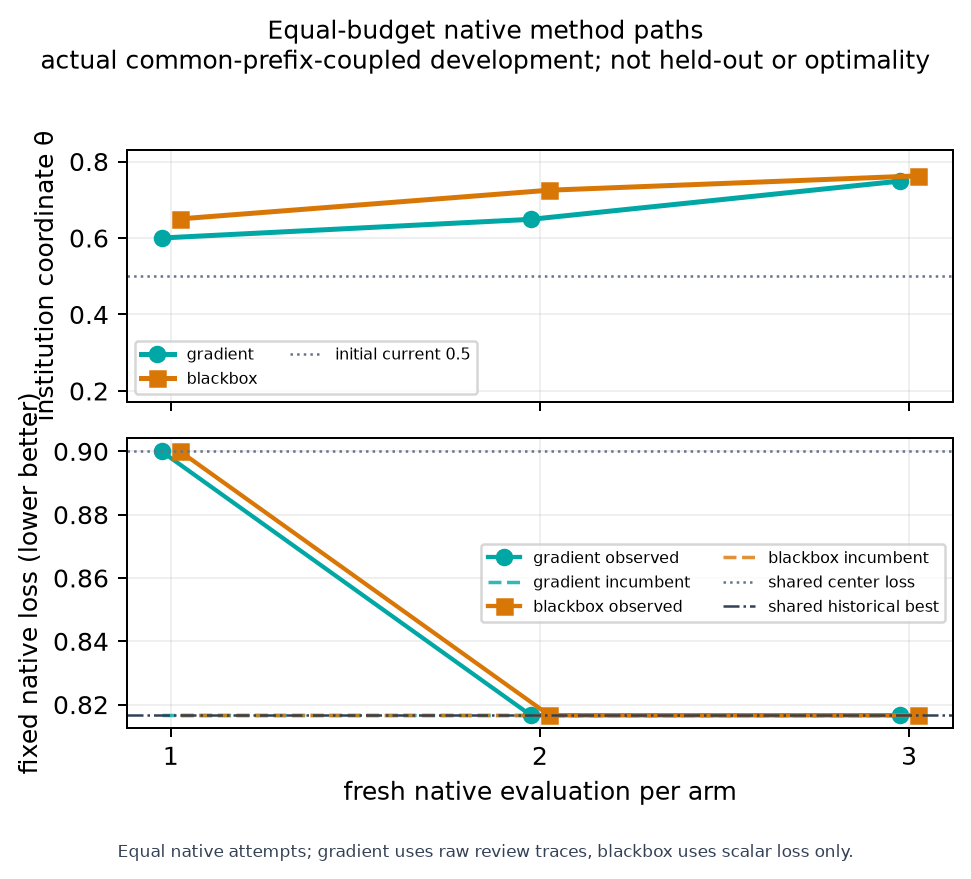 Equal-budget native method paths
actual common-prefix-coupled development; not held-out or optimality
institution coordinate θ
0.8
0.6
0.4
0.2
gradient
blackbox
initial current 0.5
fixed native loss (lower better)
0.90
0.88
0.86
0.84
0.82
gradient observed
gradient incumbent
blackbox observed
blackbox incumbent
shared center loss
shared historical best
1 2 3
fresh native evaluation per arm
Equal native attempts; gradient uses raw review traces, blackbox uses scalar loss only.